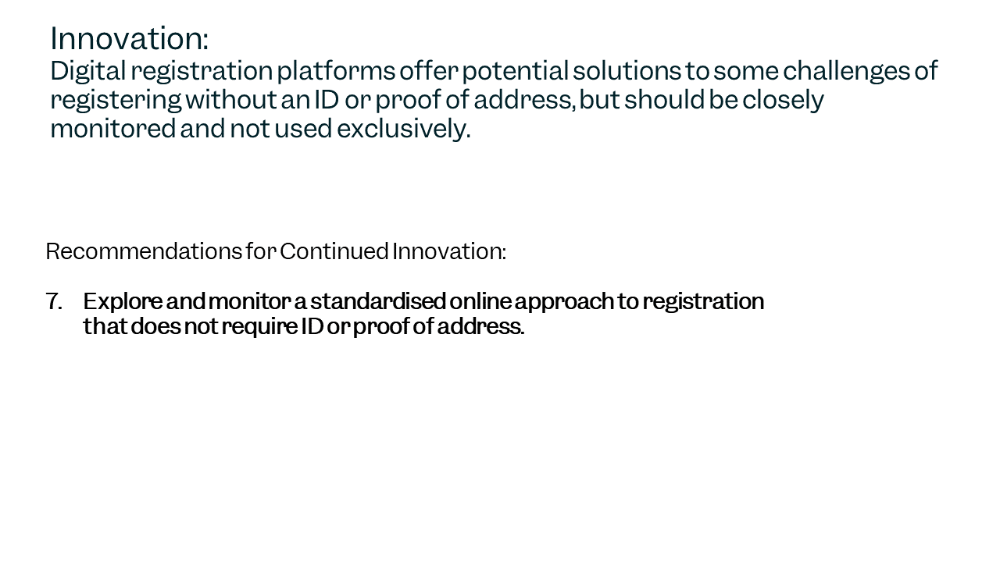 Innovation:
Digital registration platforms offer potential solutions to some challenges of
registering without an ID or proof of address, but should be closely
monitored and not used exclusively.
Recommendations for Continued Innovation:
7. Explore and monitor a standardised online approach to registration
that does not require ID or proof of address.